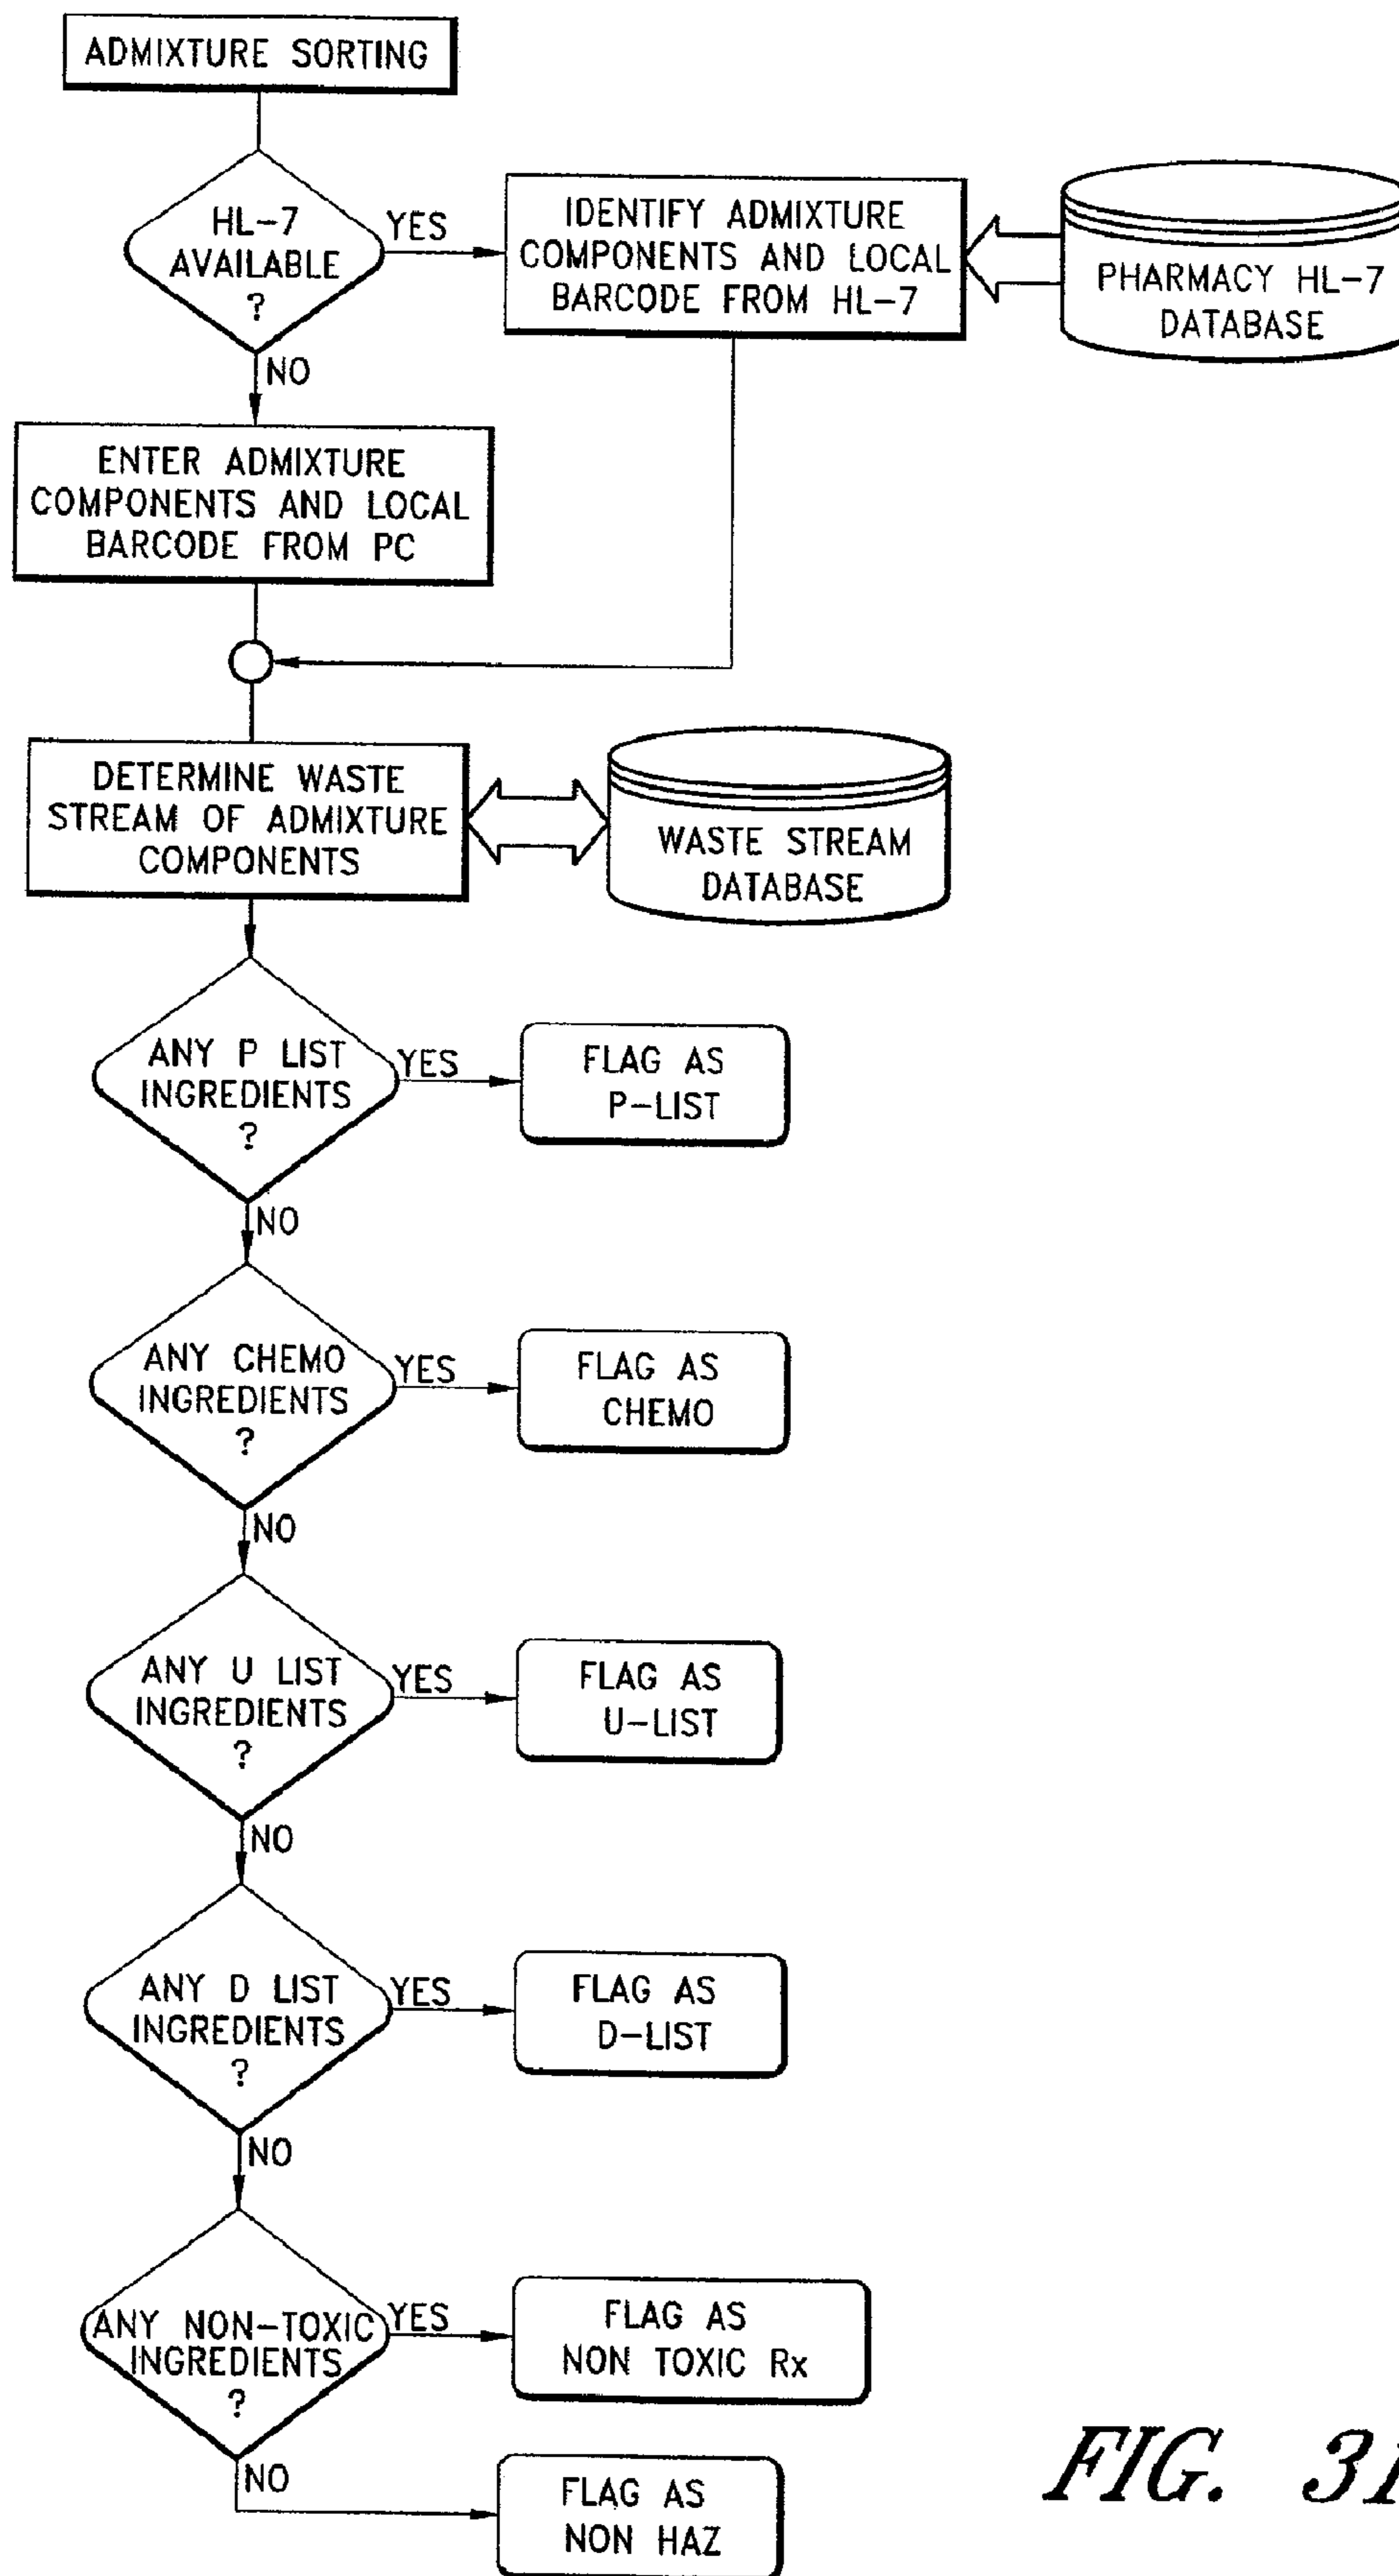 ADMIXTURE SORTING
HL-7
AVAILABLE
?
YES
IDENTIFY ADMIXTURE
COMPONENTS AND LOCAL
BARCODE FROM HL-7
PHARMACY HL-7
DATABASE
NO
ENTER ADMIXTURE
COMPONENTS AND LOCAL
BARCODE FROM PC
DETERMINE WASTE
STREAM OF ADMIXTURE
COMPONENTS
WASTE STREAM
DATABASE
ANY P LIST
INGREDIENTS
?
YES
FLAG AS
P-LIST
NO
ANY CHEMO
INGREDIENTS
?
YES
FLAG AS
CHEMO
NO
ANY U LIST
INGREDIENTS
?
YES
FLAG AS
U-LIST
NO
ANY D LIST
INGREDIENTS
?
YES
FLAG AS
D-LIST
NO
ANY NON-TOXIC
INGREDIENTS
?
YES
FLAG AS
NON TOXIC Rx
NO
FLAG AS
NON HAZ
FIG. 31